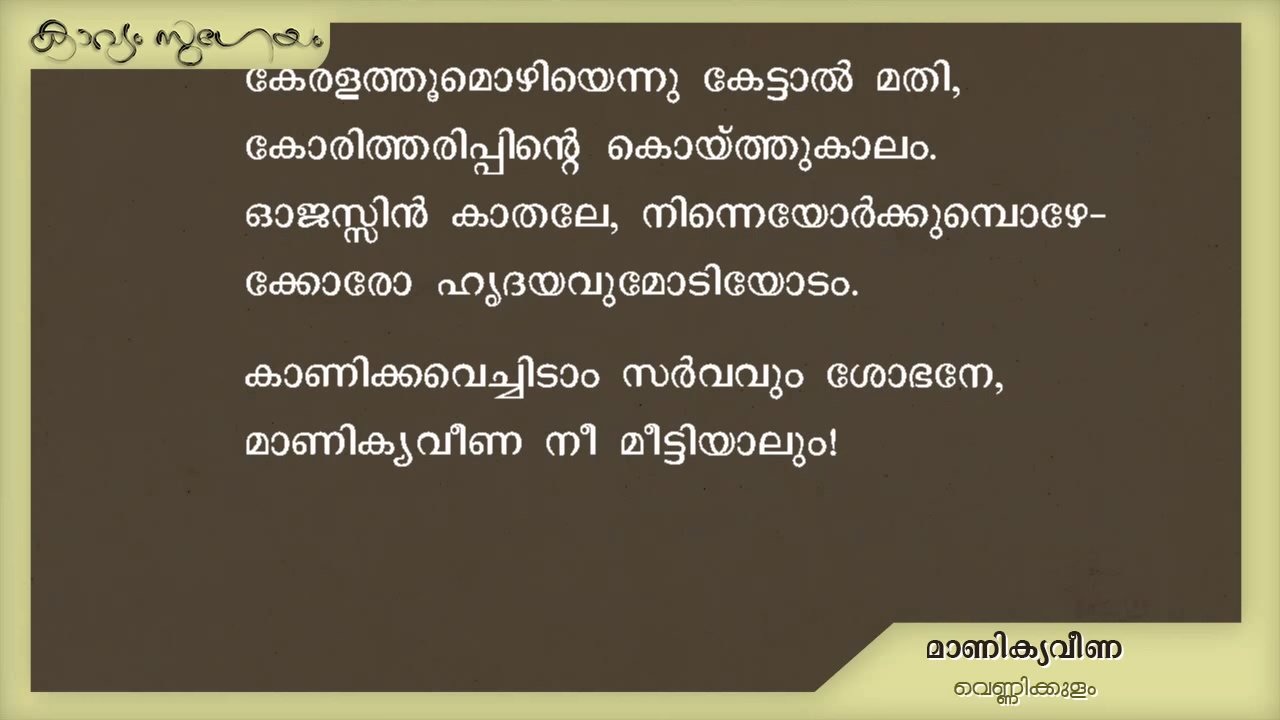 കാവ്യം സുഗേയം
കേരളത്തൂമൊഴിയെന്നു കേട്ടാൽ മതി,
കോരിത്തരിപ്പിന്റെ കൊയ്ത്തുകാലം.
ഓജസ്സിൻ കാതലേ, നിന്നെയോർക്കുമ്പൊഴേ-
ക്കോരോ ഹൃദയവുമോടിയോടം.
കാണിക്കവെച്ചിടാം സർവവും ശോഭനേ,
മാണിക്യവീണ നീ മീട്ടിയാലും!
മാണിക്യവീണ
വെണ്ണിക്കുളം